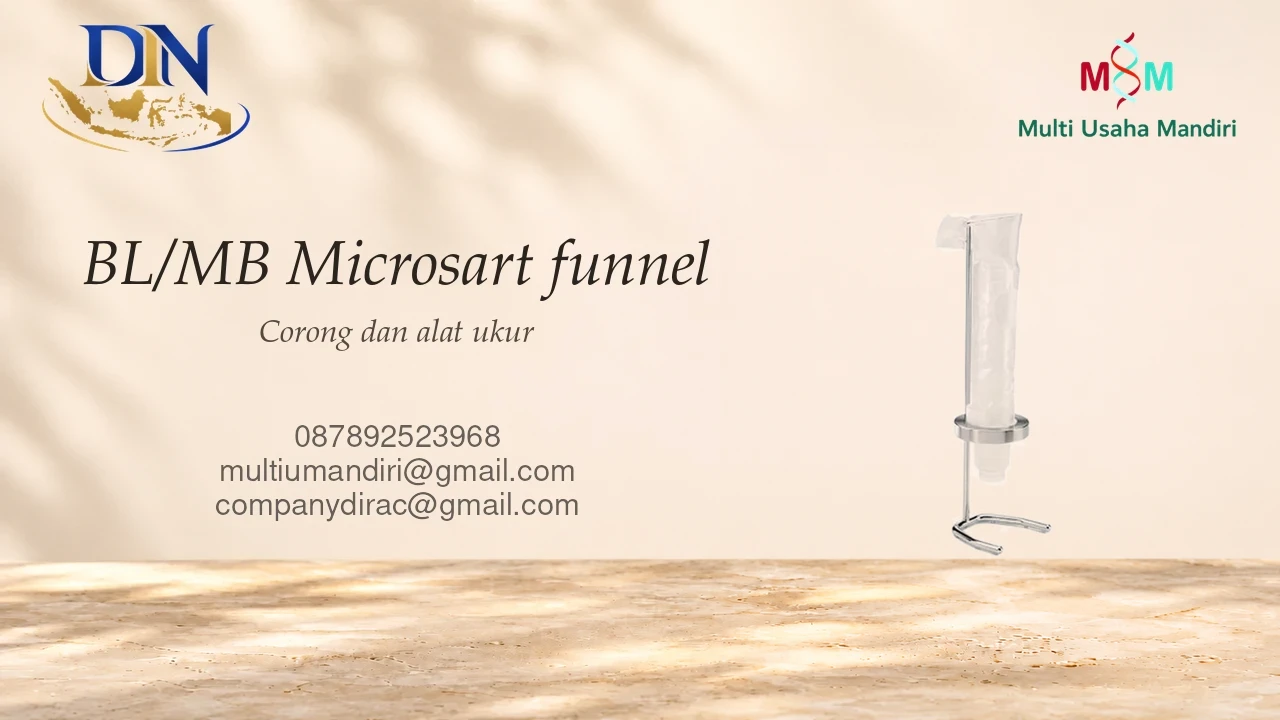 DIN
MSM
Multi Usaha Mandiri
BL/MB Microsart funnel
Corong dan alat ukur
087892523968
multiumandiri@gmail.com
companydirac@gmail.com